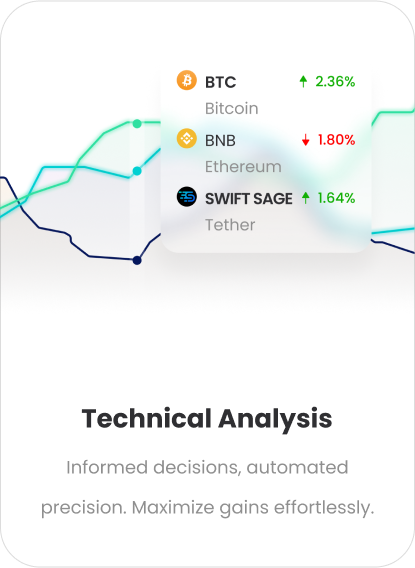 BTC 2.36%
Bitcoin
BNB 1.80%
Ethereum
SWIFT SAGE 1.64%
Tether
Technical Analysis
Informed decisions, automated
precision. Maximize gains effortlessly.